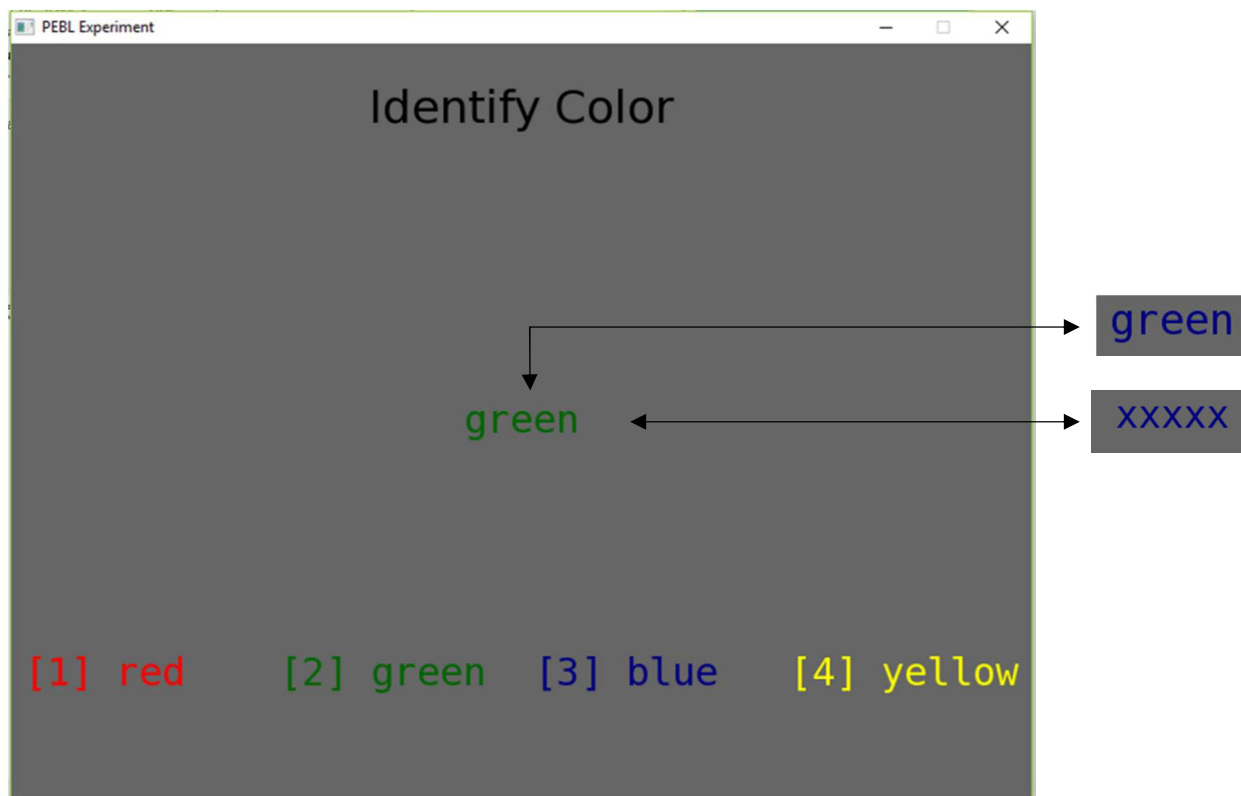 PEBL Experiment
Identify Color
green
xxxxx
green
[1] red [2] green [3] blue [4] yellow